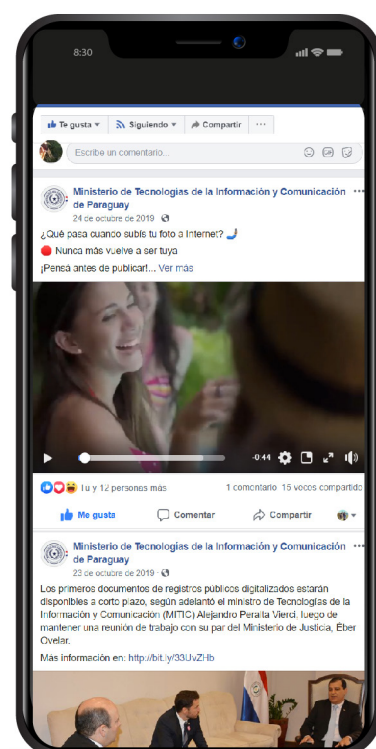 8:30
Te gusta Siguiendo Compartir ...
Escribe un comentario... GIF
Ministerio de Tecnologías de la Información y Comunicación ...
de Paraguay
24 de octubre de 2019 ·
¿Qué pasa cuando subís tu foto a Internet?
Nunca más vuelve a ser tuya
¡Pensá antes de publicar!... Ver más
-0:44
Tu y 12 personas más 1 comentario 15 veces compartido
Me gusta Comentar Compartir
Ministerio de Tecnologías de la Información y Comunicación ...
de Paraguay
23 de octubre de 2019 ·
Los primeros documentos de registros públicos digitalizados estarán
disponibles a corto plazo, según adelantó el ministro de Tecnologías de la
Información y Comunicación (MITIC) Alejandro Peralta Vierci, luego de
mantener una reunión de trabajo con su par del Ministerio de Justicia, Éber
Ovelar.
Más información en: http://bit.ly/33UvZHb